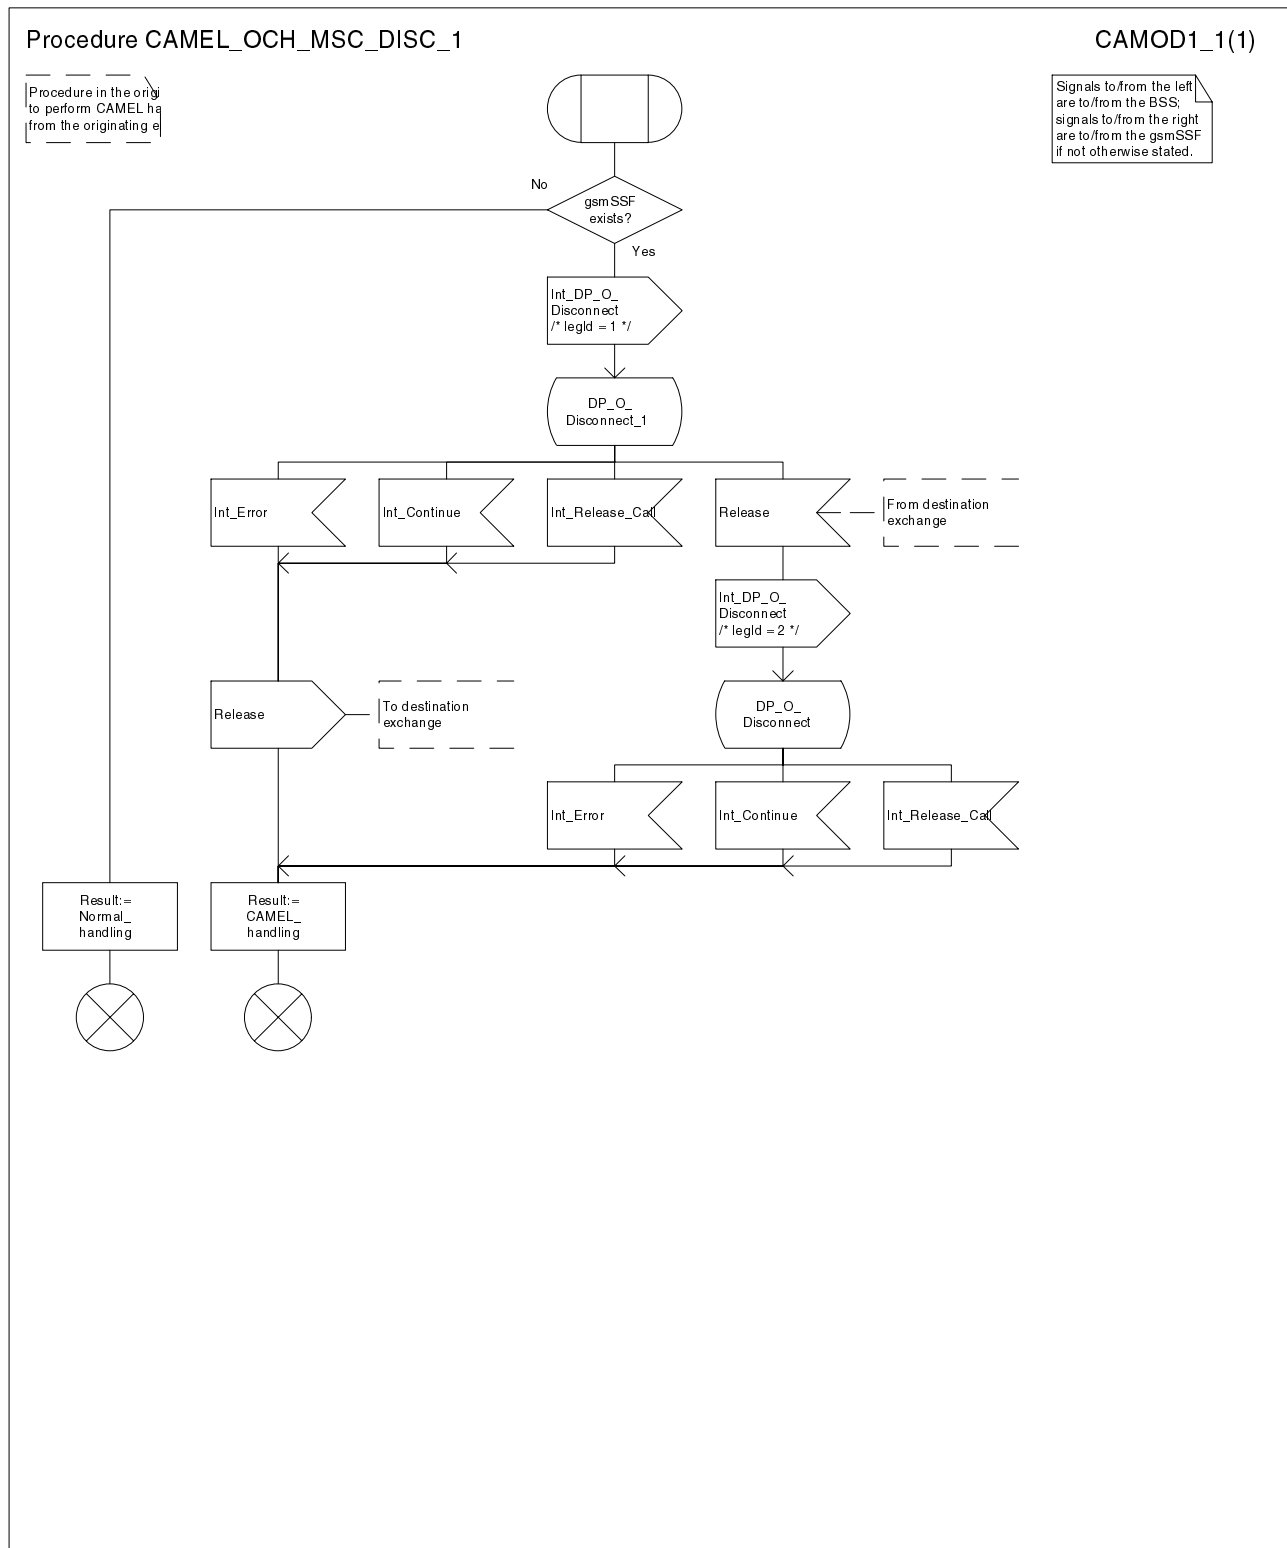 Procedure CAMEL_OCH_MSC_DISC_1
CAMOD1_1(1)
Procedure in the origi
to perform CAMEL ha
from the originating e
Signals to/from the left
are to/from the BSS;
signals to/from the right
are to/from the gsmSSF
if not otherwise stated.
No
gsmSSF
exists?
Yes
Int_DP_O_
Disconnect
/* legId = 1 */
DP_O_
Disconnect_1
Int_Error
Int_Continue
Int_Release_Call
Release
From destination
exchange
Int_DP_O_
Disconnect
/* legId = 2 */
Release
To destination
exchange
DP_O_
Disconnect
Int_Error
Int_Continue
Int_Release_Call
Result:=
Normal_
handling
Result:=
CAMEL_
handling